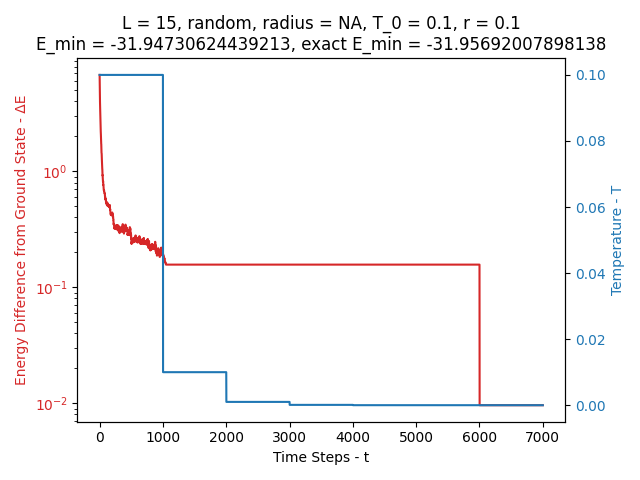 L = 15, random, radius = NA, T_0 = 0.1, r = 0.1
E_min = -31.94730624439213, exact E_min = -31.95692007898138
Energy Difference from Ground State - ΔE
10^0
10^-1
10^-2
0.10
0.08
0.06
0.04
0.02
0.00
Temperature - T
0 1000 2000 3000 4000 5000 6000 7000
Time Steps - t